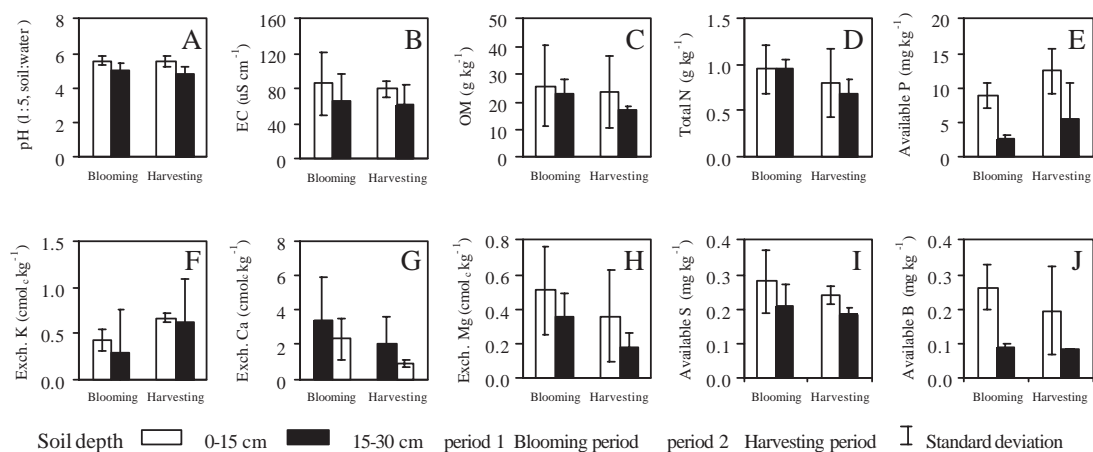 A
pH (1:5, soil:water)
8
6
4
2
0
Blooming Harvesting
B
EC (uS cm⁻¹)
160
120
80
40
0
Blooming Harvesting
C
OM (g kg⁻¹)
50
40
30
20
10
0
Blooming Harvesting
D
Total N (g kg⁻¹)
1.5
1.0
0.5
0.0
Blooming Harvesting
E
Available P (mg kg⁻¹)
20
15
10
5
0
Blooming Harvesting
F
Exch. K (cmol c kg⁻¹)
1.5
1.0
0.5
0.0
Blooming Harvesting
G
Exch. Ca (cmolc kg⁻¹)
8
6
4
2
0
Blooming Harvesting
H
Exch. Mg (cmol c kg⁻¹)
0.8
0.6
0.4
0.2
0.0
Blooming Harvesting
I
Available S (mg kg⁻¹)
0.4
0.3
0.2
0.1
0.0
Blooming Harvesting
J
Available B (mg kg⁻¹)
0.4
0.3
0.2
0.1
0.0
Blooming Harvesting
Soil depth 0-15 cm 15-30 cm period 1 Blooming period period 2 Harvesting period Standard deviation